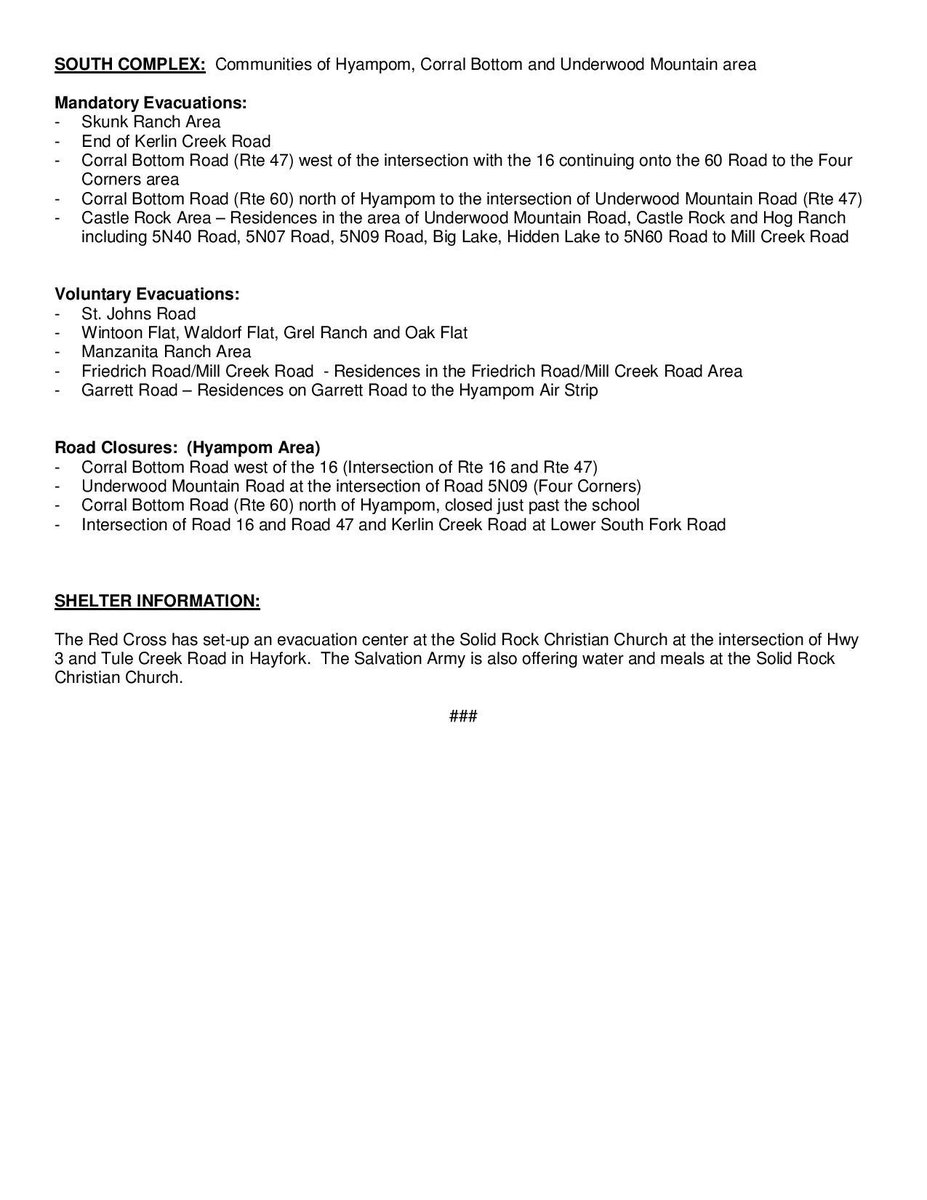 SOUTH COMPLEX:  Communities of Hyampom, Corral Bottom and Underwood Mountain area
Mandatory Evacuations:
- Skunk Ranch Area
- End of Kerlin Creek Road
- Corral Bottom Road (Rte 47) west of the intersection with the 16 continuing onto the 60 Road to the Four
Corners area
- Corral Bottom Road (Rte 60) north of Hyampom to the intersection of Underwood Mountain Road (Rte 47)
- Castle Rock Area – Residences in the area of Underwood Mountain Road, Castle Rock and Hog Ranch
including 5N40 Road, 5N07 Road, 5N09 Road, Big Lake, Hidden Lake to 5N60 Road to Mill Creek Road
Voluntary Evacuations:
- St. Johns Road
- Wintoon Flat, Waldorf Flat, Grel Ranch and Oak Flat
- Manzanita Ranch Area
- Friedrich Road/Mill Creek Road  - Residences in the Friedrich Road/Mill Creek Road Area
- Garrett Road – Residences on Garrett Road to the Hyampom Air Strip
Road Closures:  (Hyampom Area)
- Corral Bottom Road west of the 16 (Intersection of Rte 16 and Rte 47)
- Underwood Mountain Road at the intersection of Road 5N09 (Four Corners)
- Corral Bottom Road (Rte 60) north of Hyampom, closed just past the school
- Intersection of Road 16 and Road 47 and Kerlin Creek Road at Lower South Fork Road
SHELTER INFORMATION:
The Red Cross has set-up an evacuation center at the Solid Rock Christian Church at the intersection of Hwy
3 and Tule Creek Road in Hayfork.  The Salvation Army is also offering water and meals at the Solid Rock
Christian Church.
###